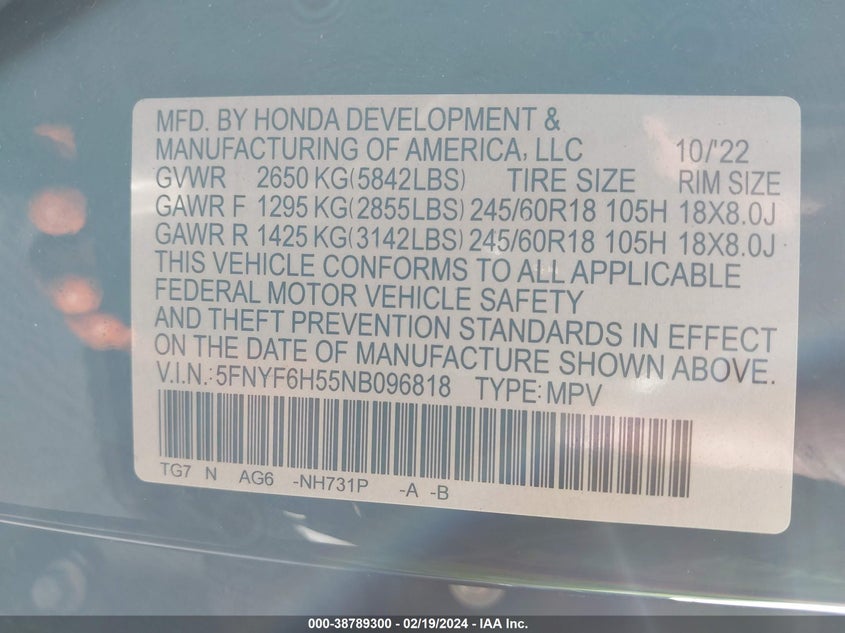 MFD. BY HONDA DEVELOPMENT &
MANUFACTURING OF AMERICA, LLC 10/'22
GVWR 2650 KG(5842LBS) TIRE SIZE RIM SIZE
GAWR F 1295 KG(2855LBS) 245/60R18 105H 18X8.0J
GAWR R 1425 KG(3142LBS) 245/60R18 105H 18X8.0J
THIS VEHICLE CONFORMS TO ALL APPLICABLE
FEDERAL MOTOR VEHICLE SAFETY
AND THEFT PREVENTION STANDARDS IN EFFECT
ON THE DATE OF MANUFACTURE SHOWN ABOVE.
V.I.N.:5FNYF6H55NB096818 TYPE:MPV
TG7 N AG6 -NH731P -A -B
000-38789300 - 02/19/2024 - IAA Inc.